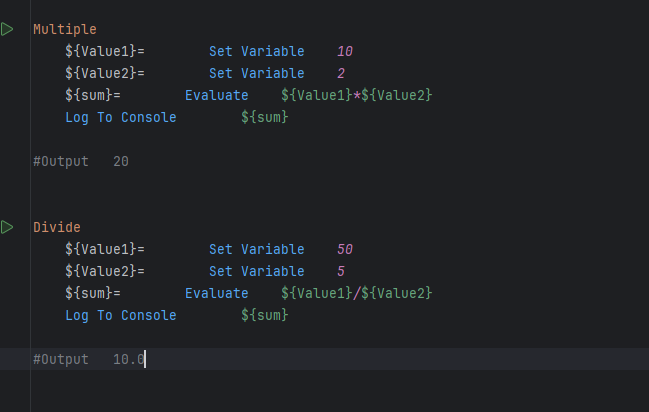 Multiple
${Value1}= Set Variable 10
${Value2}= Set Variable 2
${sum}= Evaluate ${Value1}*${Value2}
Log To Console ${sum}
#Output 20
Divide
${Value1}= Set Variable 50
${Value2}= Set Variable 5
${sum}= Evaluate ${Value1}/${Value2}
Log To Console ${sum}
#Output 10.0